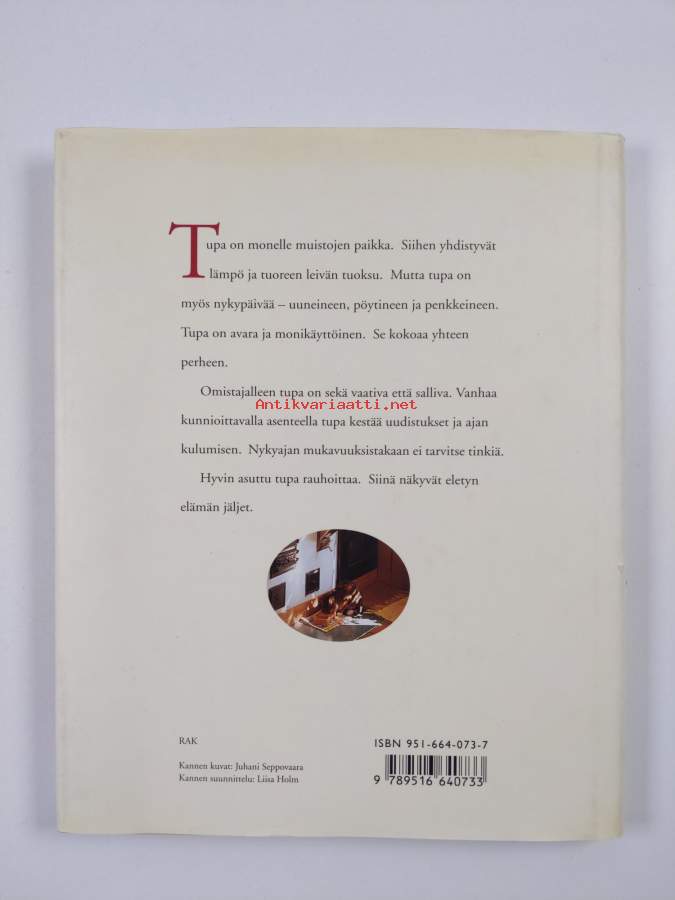 Tupa on monelle muistojen paikka. Siihen yhdistyvät
lämpö ja tuoreen leivän tuoksu. Mutta tupa on
myös nykypäivää – uuneineen, pöytineen ja penkkeineen.
Tupa on avara ja monikäyttöinen. Se kokoaa yhteen
perheen.
Omistajalleen tupa on sekä vaativa että salliva. Vanhaa
Antikvariaatti.net
kunnioittavalla asenteella tupa kestää uudistukset ja ajan
kulumisen. Nykyajan mukavuuksistakaan ei tarvitse tinkiä.
Hyvin asuttu tupa rauhoittaa. Siinä näkyvät eletyn
elämän jäljet.
RAK
Kannen kuvat: Juhani Seppovaara
Kannen suunnittelu: Liisa Holm
ISBN 951-664-073-7
9 789516 640733